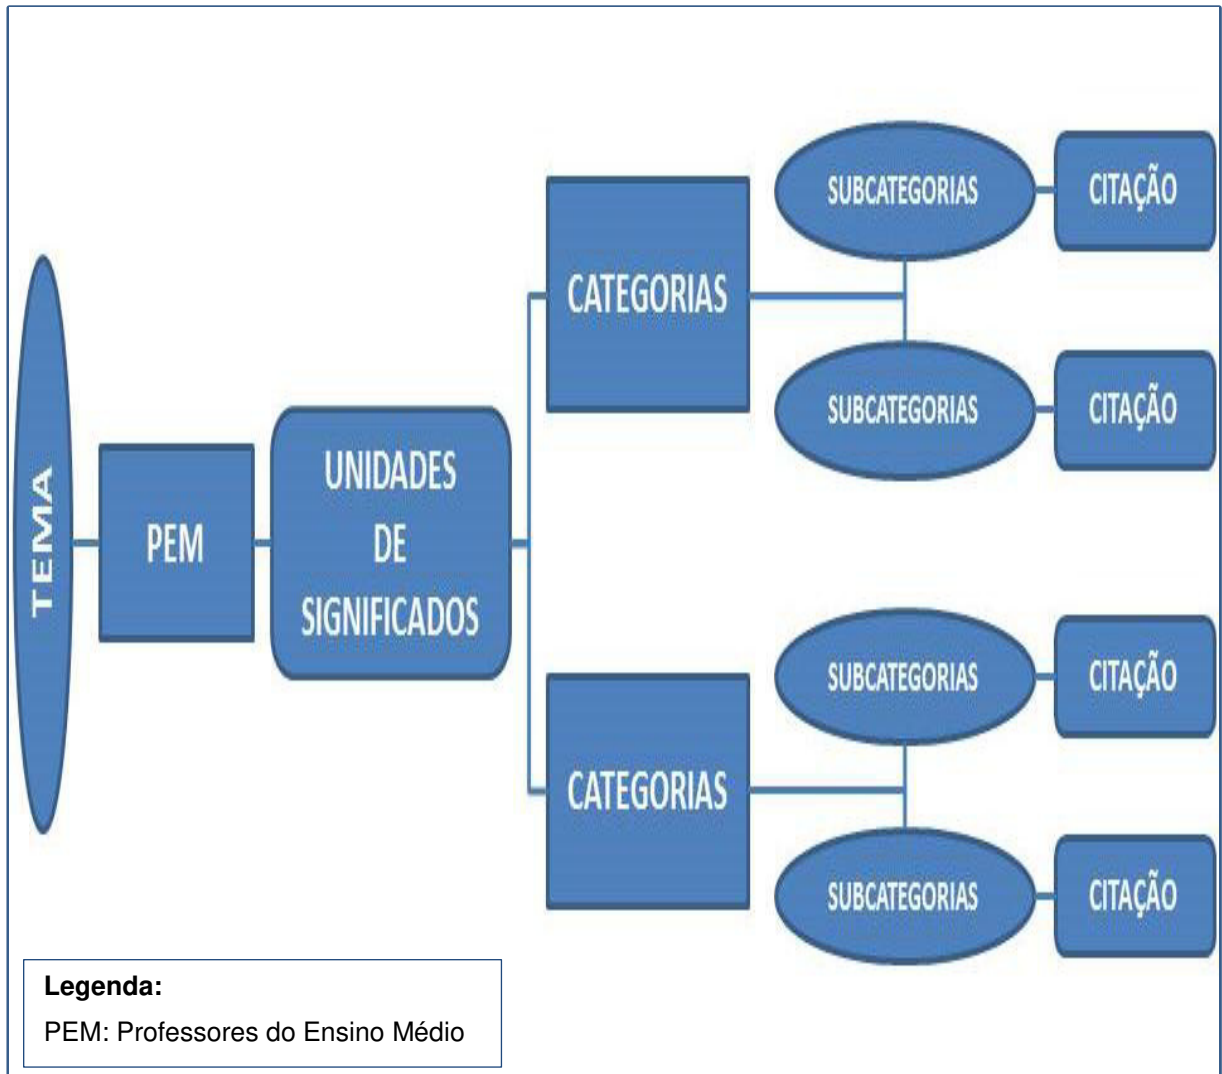 TEMA
PEM
UNIDADES
DE
SIGNIFICADOS
CATEGORIAS
SUBCATEGORIAS
CITAÇÃO
SUBCATEGORIAS
CITAÇÃO
CATEGORIAS
SUBCATEGORIAS
CITAÇÃO
SUBCATEGORIAS
CITAÇÃO
Legenda:
PEM: Professores do Ensino Médio